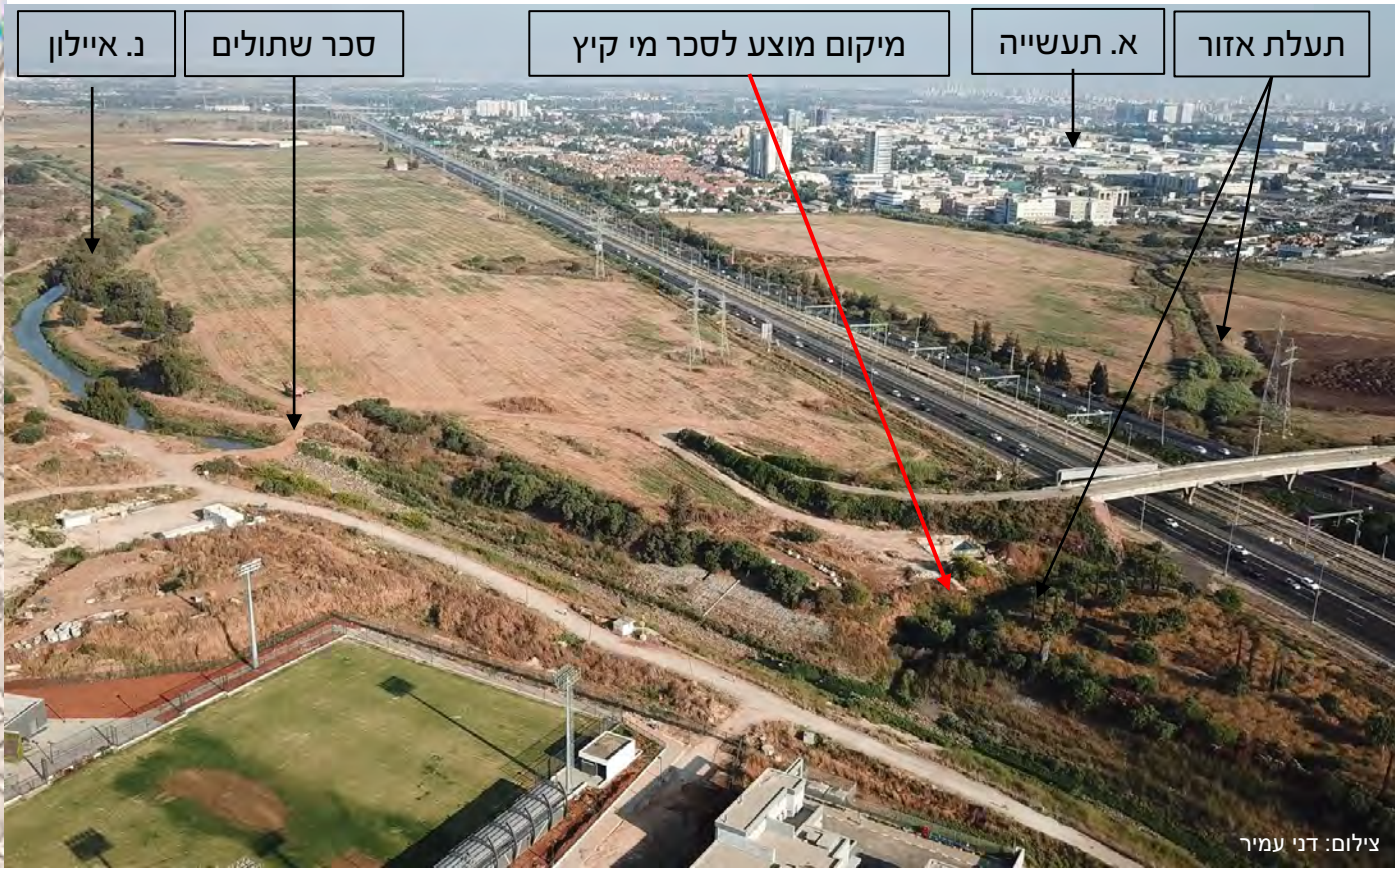 תעלת אזור
א. תעשייה
מיקום מוצע לסכר מי קיץ
סכר שתולים
נ. איילון
צילום: דני עמיר